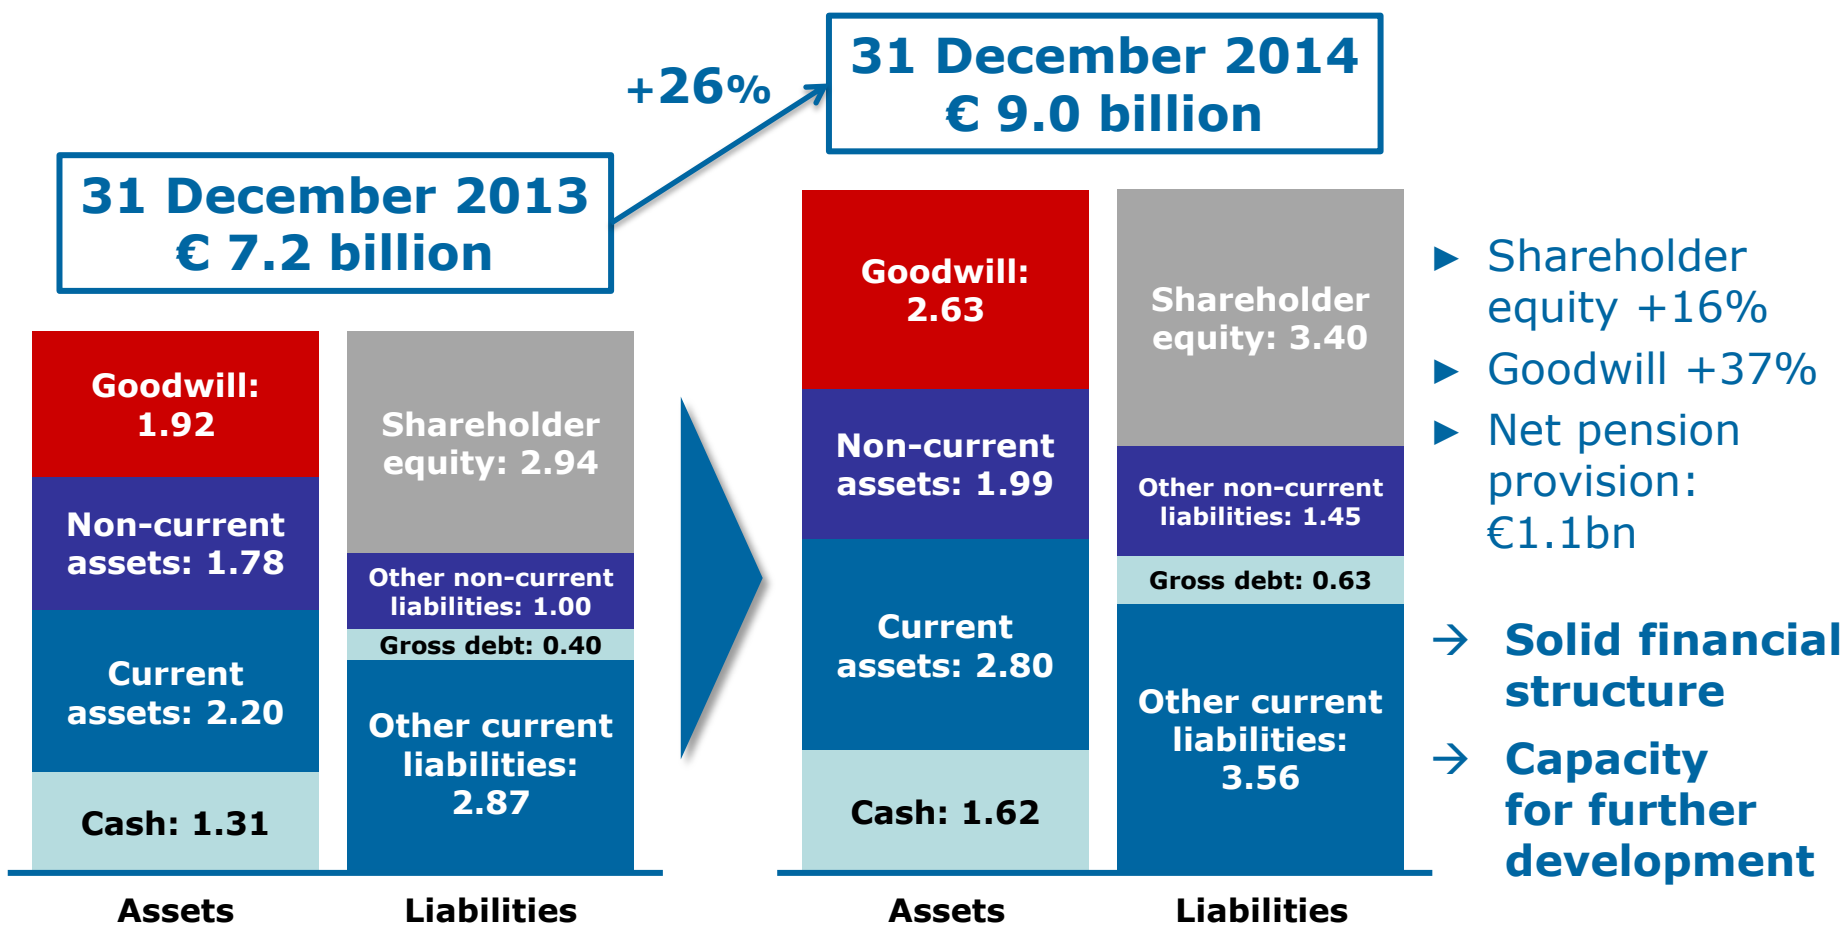 31 December 2013
€ 7.2 billion
+26%
31 December 2014
€ 9.0 billion
Goodwill:
1.92
Non-current
assets: 1.78
Current
assets: 2.20
Cash: 1.31
Assets
Shareholder
equity: 2.94
Other non-current
liabilities: 1.00
Gross debt: 0.40
Other current
liabilities:
2.87
Liabilities
Goodwill:
2.63
Non-current
assets: 1.99
Current
assets: 2.80
Cash: 1.62
Assets
Shareholder
equity: 3.40
Other non-current
liabilities: 1.45
Gross debt: 0.63
Other current
liabilities:
3.56
Liabilities
► Shareholder
equity +16%
► Goodwill +37%
► Net pension
provision:
€1.1bn
→ Solid financial
structure
→ Capacity
for further
development